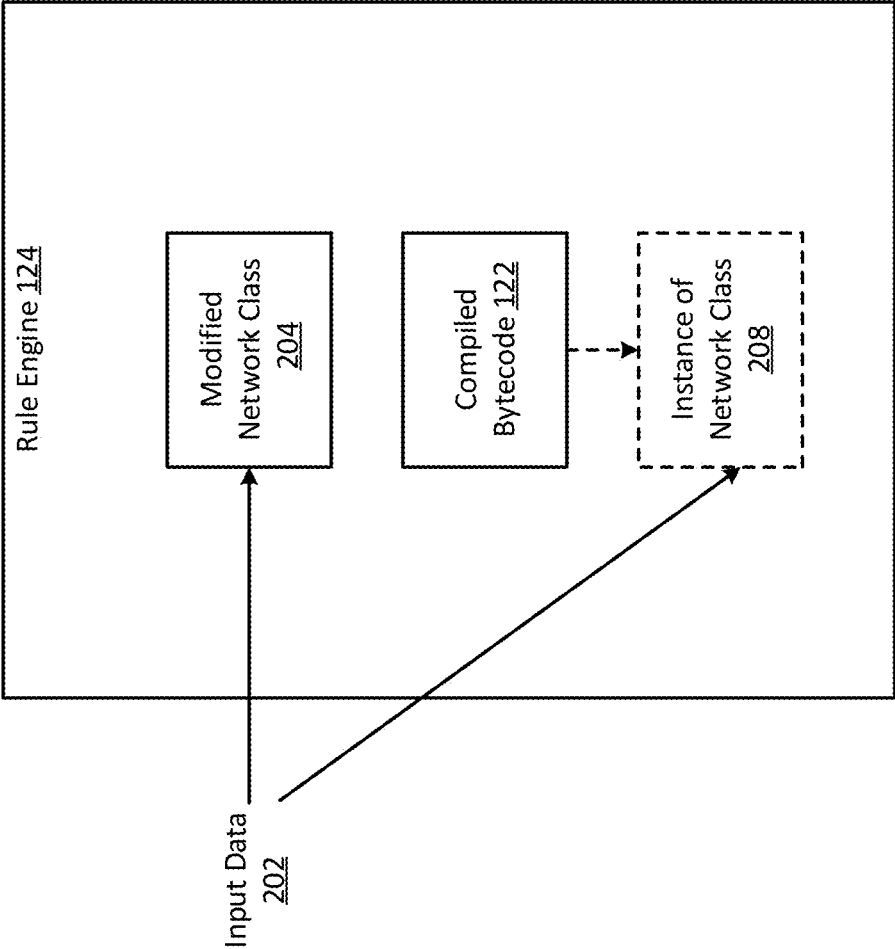 Rule Engine 124
Modified
Network Class
204
Compiled
Bytecode 122
Instance of
Network Class
208
Input Data
202